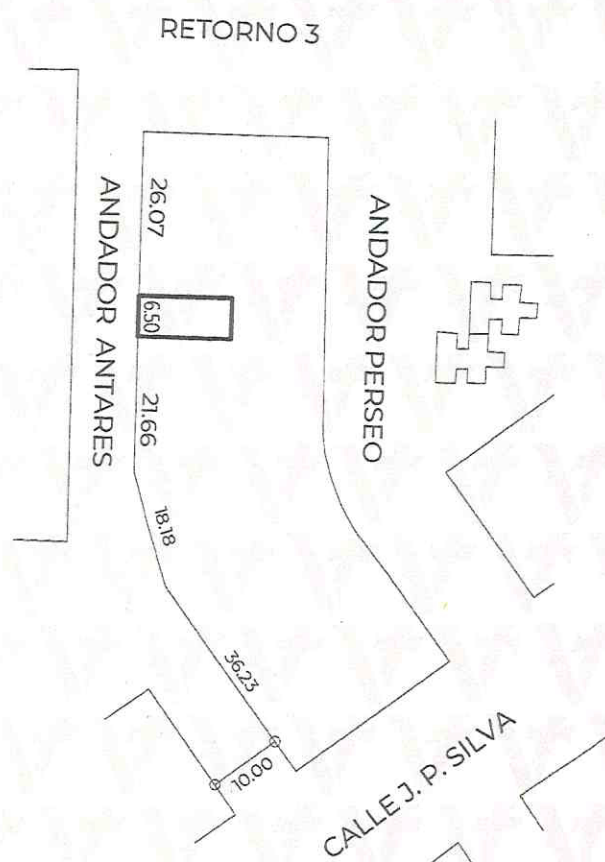 RETORNO 3
26.07
ANDADOR ANTARES
6.50
ANDADOR PERSEO
21.66
18.18
36.23
10.00
CALLE J. P. SILVA